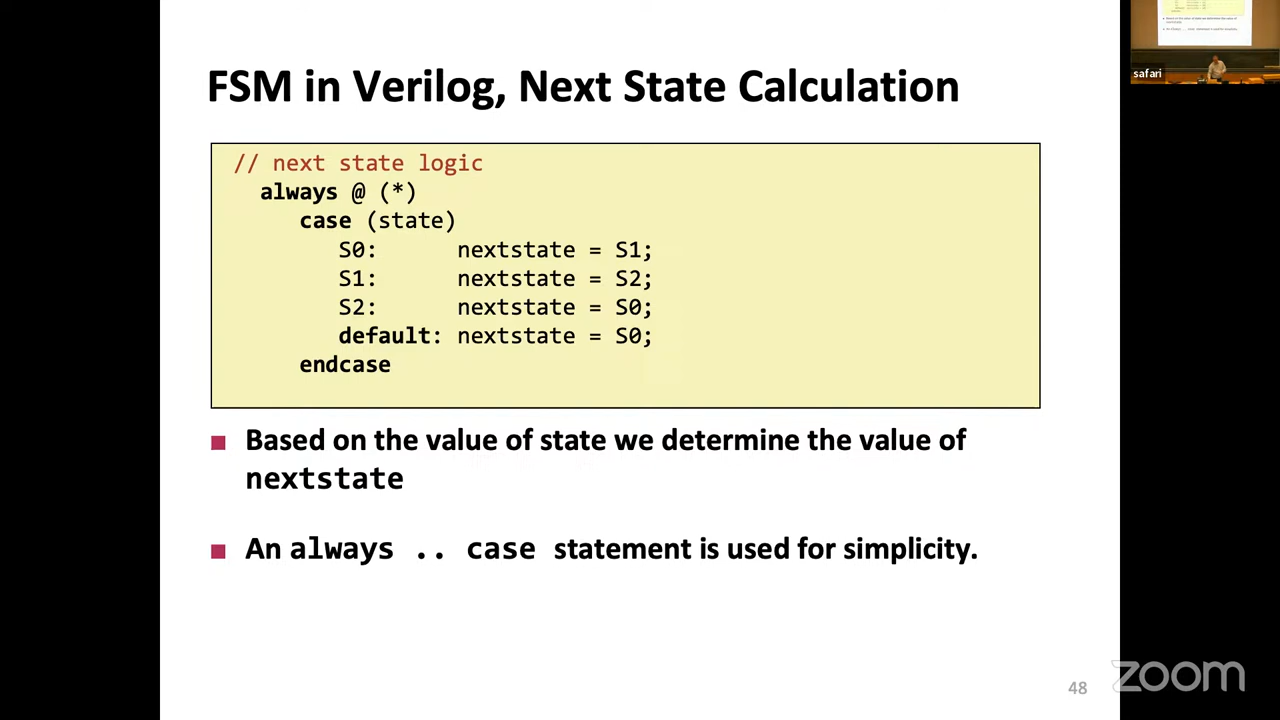 FSM in Verilog, Next State Calculation
// next state logic
always @ (*)
case (state)
S0: nextstate = S1;
S1: nextstate = S2;
S2: nextstate = S0;
default: nextstate = S0;
endcase
Based on the value of state we determine the value of
nextstate
An always .. case statement is used for simplicity.
48
safari
zoom